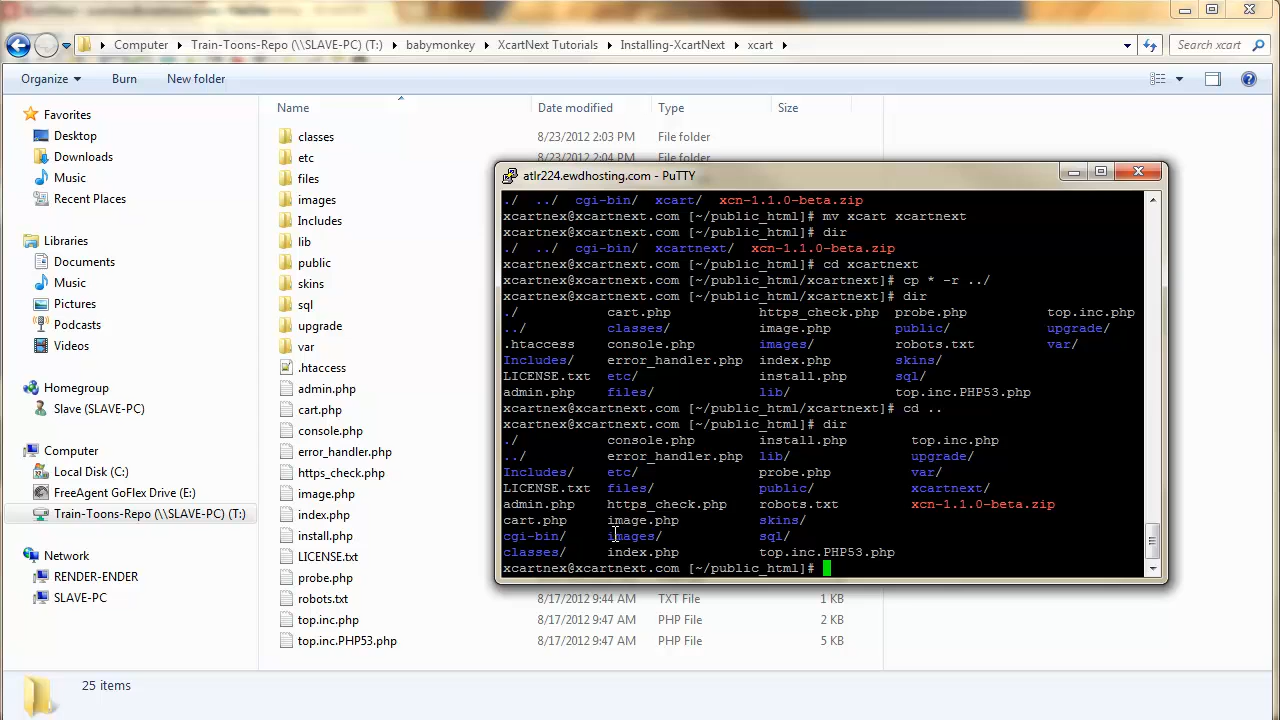 Computer ▸ Train-Toons-Repo (\\SLAVE-PC) (T:) ▸ babymonkey ▸ XcartNext Tutorials ▸ Installing-XcartNext ▸ xcart ▸
Search xcart
Organize Burn New folder
Favorites
Desktop
Downloads
Music
Recent Places
Libraries
Documents
Music
Pictures
Podcasts
Videos
Homegroup
Slave (SLAVE-PC)
Computer
Local Disk (C:)
FreeAgent GoFlex Drive (E:)
Train-Toons-Repo (\\SLAVE-PC) (T:)
Network
RENDER-ENDER
SLAVE-PC
Name Date modified Type Size
classes 8/23/2012 2:03 PM File folder
etc 8/23/2012 2:04 PM File folder
files
images
Includes
lib
public
skins
sql
upgrade
var
.htaccess
admin.php
cart.php
console.php
error_handler.php
https_check.php
image.php
index.php
install.php
LICENSE.txt
probe.php
robots.txt 8/17/2012 9:44 AM TXT File 1 KB
top.inc.php 8/17/2012 9:47 AM PHP File 2 KB
top.inc.PHP53.php 8/17/2012 9:47 AM PHP File 5 KB
25 items
atlr224.ewdhosting.com - PuTTY
./ ../ cgi-bin/ xcart/ xcn-1.1.0-beta.zip
xcartnex@xcartnext.com [~/public_html]# mv xcart xcartnext
xcartnex@xcartnext.com [~/public_html]# dir
./ ../ cgi-bin/ xcartnext/ xcn-1.1.0-beta.zip
xcartnex@xcartnext.com [~/public_html]# cd xcartnext
xcartnex@xcartnext.com [~/public_html/xcartnext]# cp * -r ../
xcartnex@xcartnext.com [~/public_html/xcartnext]# dir
./ cart.php https_check.php probe.php top.inc.php
../ classes/ image.php public/ upgrade/
.htaccess console.php images/ robots.txt var/
Includes/ error_handler.php index.php skins/
LICENSE.txt etc/ install.php sql/
admin.php files/ lib/ top.inc.PHP53.php
xcartnex@xcartnext.com [~/public_html/xcartnext]# cd ..
xcartnex@xcartnext.com [~/public_html]# dir
./ console.php install.php top.inc.php
../ error_handler.php lib/ upgrade/
Includes/ etc/ probe.php var/
LICENSE.txt files/ public/ xcartnext/
admin.php https_check.php robots.txt xcn-1.1.0-beta.zip
cart.php image.php skins/
cgi-bin/ images/ sql/
classes/ index.php top.inc.PHP53.php
xcartnex@xcartnext.com [~/public_html]#